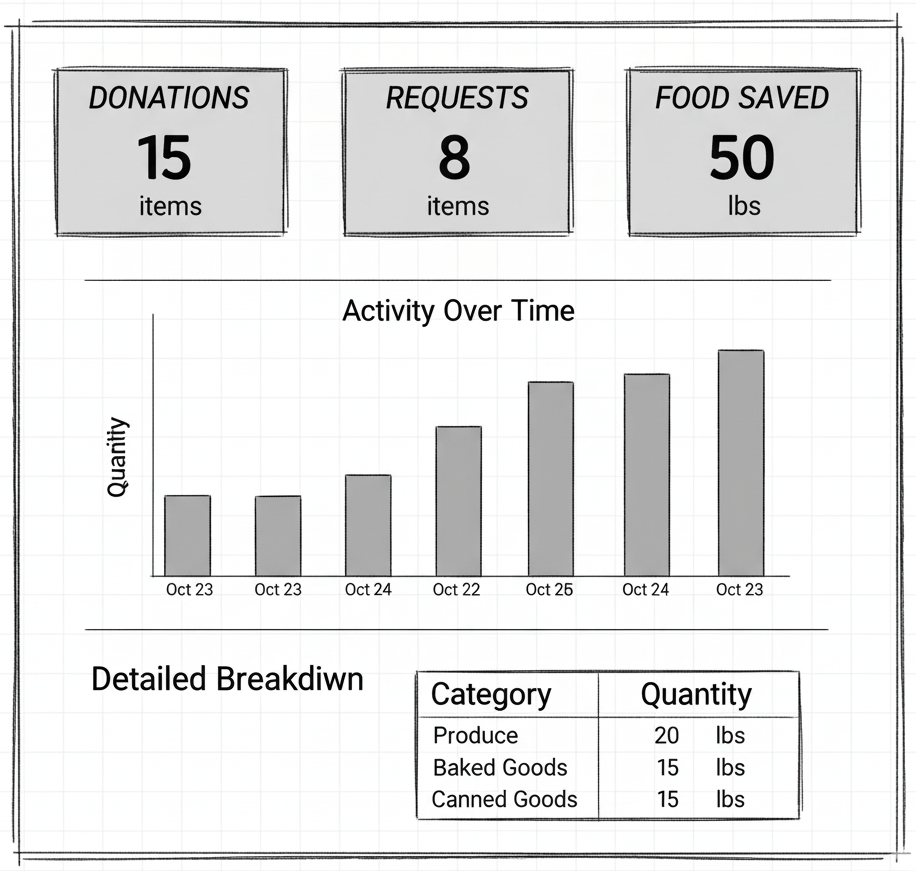 DONATIONS
15
items
REQUESTS
8
items
FOOD SAVED
50
lbs
Activity Over Time
Quantity
Oct 23 Oct 23 Oct 24 Oct 22 Oct 25 Oct 24 Oct 23
Detailed Breakdiwn
Category Quantity
Produce 20 lbs
Baked Goods 15 lbs
Canned Goods 15 lbs